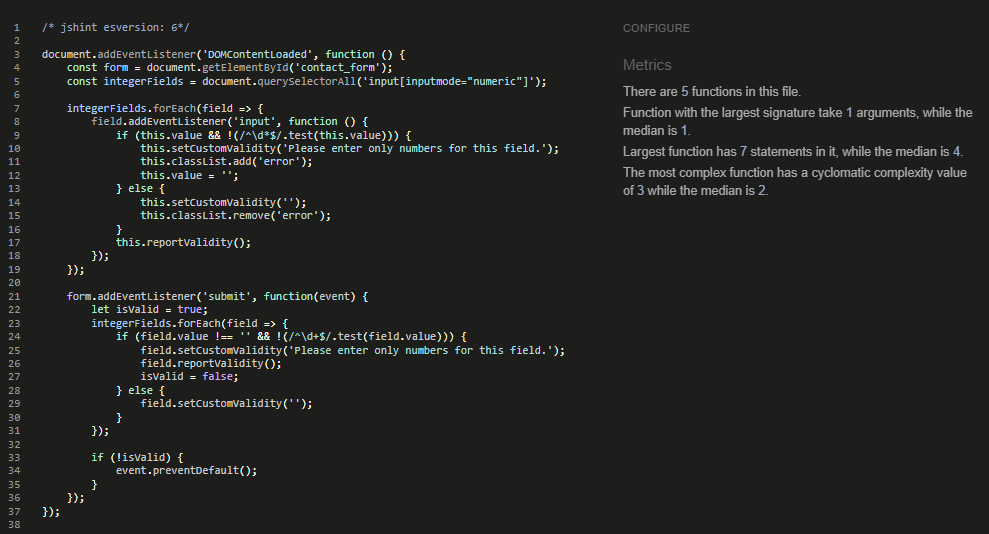 1 /* jshint esversion: 6*/
2
3 document.addEventListener('DOMContentLoaded', function () {
4     const form = document.getElementById('contact_form');
5     const integerFields = document.querySelectorAll('input[inputmode="numeric"]');
6
7     integerFields.forEach(field => {
8         field.addEventListener('input', function () {
9             if (this.value && !(/^\d*$/.test(this.value))) {
10                 this.setCustomValidity('Please enter only numbers for this field.');
11                 this.classList.add('error');
12                 this.value = '';
13             } else {
14                 this.setCustomValidity('');
15                 this.classList.remove('error');
16             }
17             this.reportValidity();
18         });
19     });
20
21     form.addEventListener('submit', function(event) {
22         let isValid = true;
23         integerFields.forEach(field => {
24             if (field.value !== '' && !(/^\d+$/.test(field.value))) {
25                 field.setCustomValidity('Please enter only numbers for this field.');
26                 field.reportValidity();
27                 isValid = false;
28             } else {
29                 field.setCustomValidity('');
30             }
31         });
32
33         if (!isValid) {
34             event.preventDefault();
35         }
36     });
37 });
38
CONFIGURE
Metrics
There are 5 functions in this file.
Function with the largest signature take 1 arguments, while the
median is 1.
Largest function has 7 statements in it, while the median is 4.
The most complex function has a cyclomatic complexity value
of 3 while the median is 2.